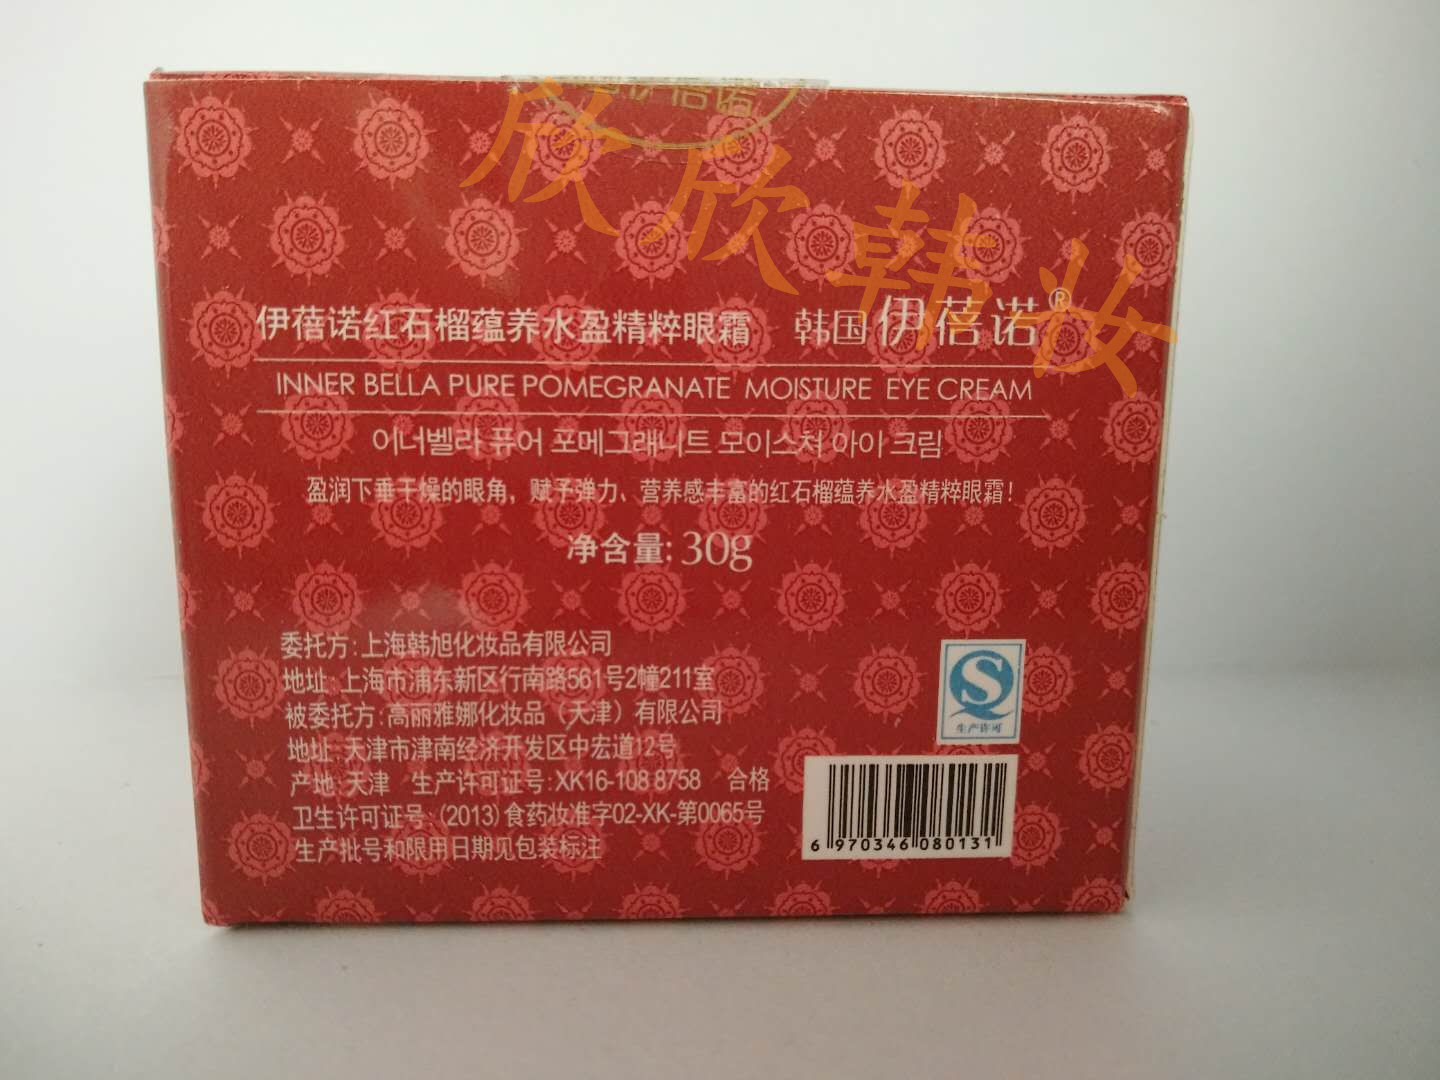 伊蓓诺
欣欣韩妆
伊蓓诺红石榴蕴养水盈精粹眼霜 韩国伊蓓诺®
INNER BELLA PURE POMEGRANATE MOISTURE EYE CREAM
이너벨라 퓨어 포메그래니트 모이스쳐 아이 크림
盈润下垂干燥的眼角，赋予弹力、营养感丰富的红石榴蕴养水盈精粹眼霜！
净含量: 30g
委托方: 上海韩旭化妆品有限公司
地址: 上海市浦东新区行南路561号2幢211室
被委托方: 高丽雅娜化妆品（天津）有限公司
地址: 天津市津南经济开发区中宏道12号
产地: 天津 生产许可证号: XK16-108 8758 合格
卫生许可证号: (2013) 食药妆准字02-XK-第0065号
生产批号和限用日期见包装标注
生产许可
6 970346 080131